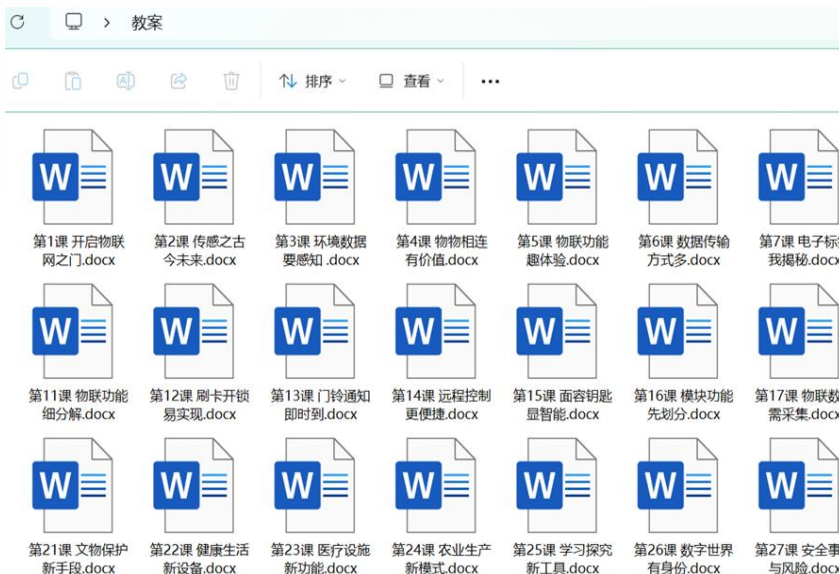 教案
排序
查看
第1课 开启物联
网之门.docx
第2课 传感之古
今未来.docx
第3课 环境数据
要感知 .docx
第4课 物物相连
有价值.docx
第5课 物联功能
趣体验.docx
第6课 数据传输
方式多.docx
第7课 电子标
我揭秘.docx
第11课 物联功能
细分解.docx
第12课 刷卡开锁
易实现.docx
第13课 门铃通知
即时到.docx
第14课 远程控制
更便捷.docx
第15课 面容钥匙
显智能.docx
第16课 模块功能
先划分.docx
第17课 物联数
需采集.docx
第21课 文物保护
新手段.docx
第22课 健康生活
新设备.docx
第23课 医疗设施
新功能.docx
第24课 农业生产
新模式.docx
第25课 学习探究
新工具.docx
第26课 数字世界
有身份.docx
第27课 安全事
与风险.docx